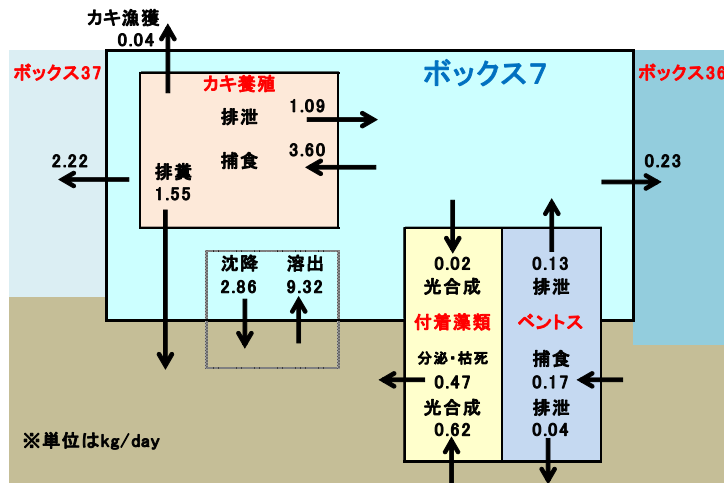 カキ漁獲
0.04
ボックス37
ボックス7
ボックス36
カキ養殖
排泄
1.09
捕食
3.60
排糞
1.55
2.22
0.23
沈降
2.86
溶出
9.32
0.02
光合成
付着藻類
分泌・枯死
0.47
光合成
0.62
0.13
排泄
ベントス
捕食
0.17
排泄
0.04
※単位はkg/day